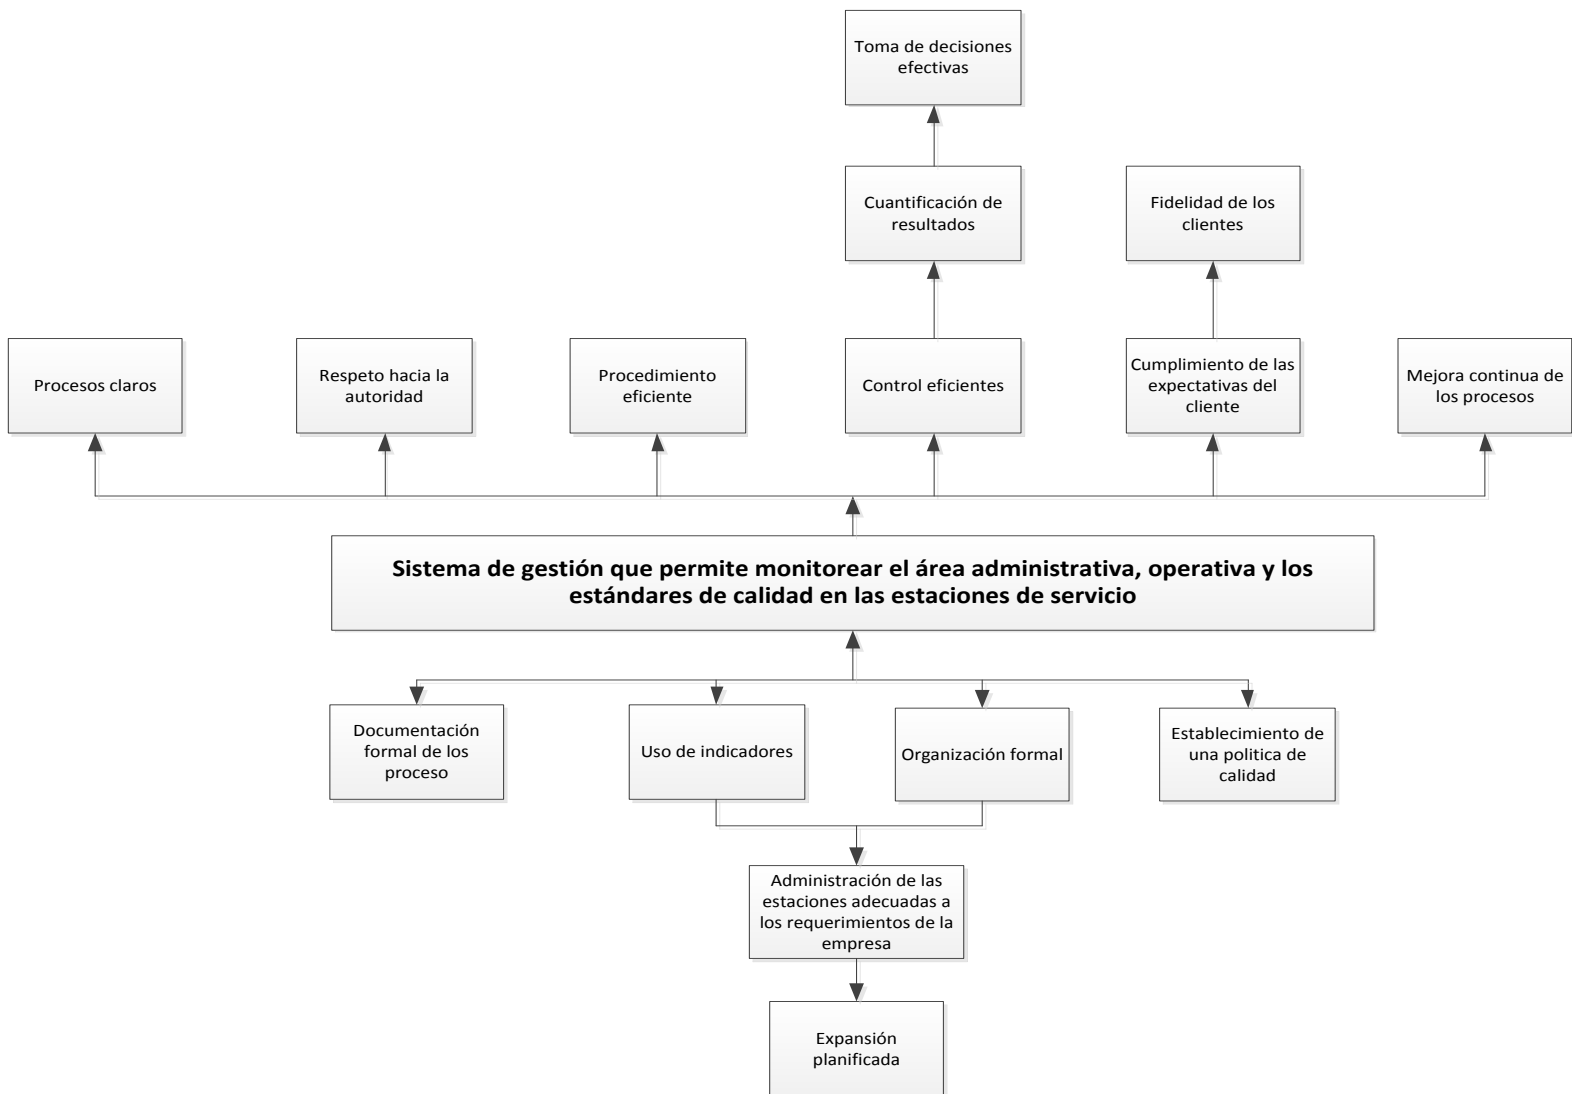 Toma de decisiones
efectivas
Cuantificación de
resultados
Fidelidad de los
clientes
Procesos claros
Respeto hacia la
autoridad
Procedimiento
eficiente
Control eficientes
Cumplimiento de las
expectativas del
cliente
Mejora continua de
los procesos
Sistema de gestión que permite monitorear el área administrativa, operativa y los
estándares de calidad en las estaciones de servicio
Documentación
formal de los
proceso
Uso de indicadores
Organización formal
Establecimiento de
una politica de
calidad
Administración de las
estaciones adecuadas a
los requerimientos de la
empresa
Expansión
planificada